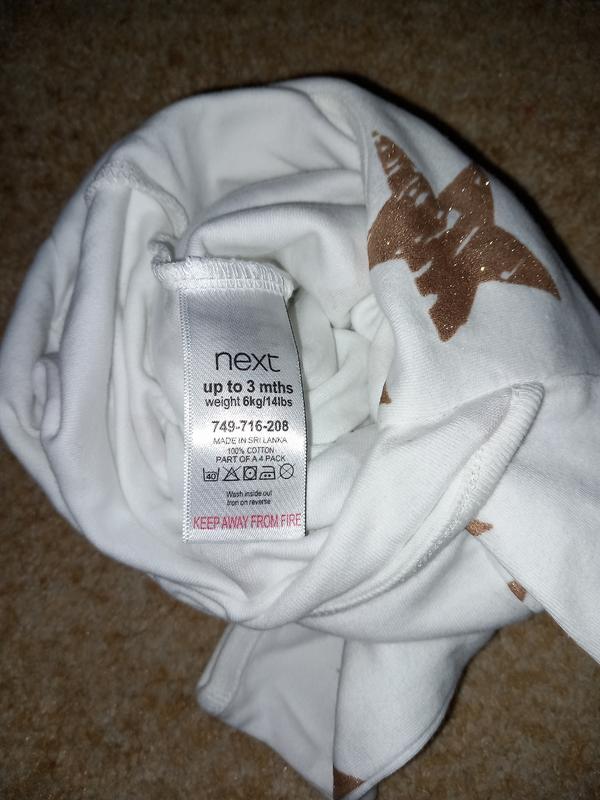 next
up to 3 mths
weight 6kg/14lbs
749-716-208
MADE IN SRI LANKA
100% COTTON
PART OF A 4 PACK
40
Wash inside out
Iron on reverse
KEEP AWAY FROM FIRE